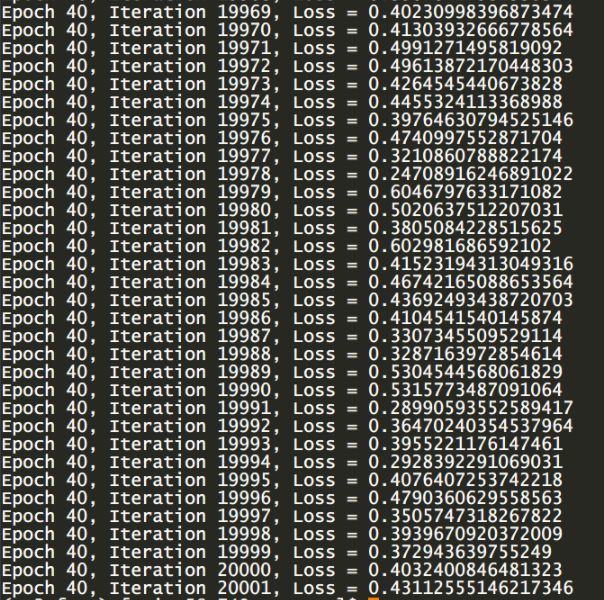 Epoch 40, Iteration 19969, Loss = 0.40230998396873474
Epoch 40, Iteration 19970, Loss = 0.41303932666778564
Epoch 40, Iteration 19971, Loss = 0.4991271495819092
Epoch 40, Iteration 19972, Loss = 0.49613872170448303
Epoch 40, Iteration 19973, Loss = 0.4264545440673828
Epoch 40, Iteration 19974, Loss = 0.4455324113368988
Epoch 40, Iteration 19975, Loss = 0.39764630794525146
Epoch 40, Iteration 19976, Loss = 0.4740997552871704
Epoch 40, Iteration 19977, Loss = 0.3210860788822174
Epoch 40, Iteration 19978, Loss = 0.24708916246891022
Epoch 40, Iteration 19979, Loss = 0.6046797633171082
Epoch 40, Iteration 19980, Loss = 0.5020637512207031
Epoch 40, Iteration 19981, Loss = 0.3805084228515625
Epoch 40, Iteration 19982, Loss = 0.602981686592102
Epoch 40, Iteration 19983, Loss = 0.41523194313049316
Epoch 40, Iteration 19984, Loss = 0.46742165088653564
Epoch 40, Iteration 19985, Loss = 0.43692493438720703
Epoch 40, Iteration 19986, Loss = 0.4104541540145874
Epoch 40, Iteration 19987, Loss = 0.3307345509529114
Epoch 40, Iteration 19988, Loss = 0.3287163972854614
Epoch 40, Iteration 19989, Loss = 0.5304544568061829
Epoch 40, Iteration 19990, Loss = 0.5315773487091064
Epoch 40, Iteration 19991, Loss = 0.28990593552589417
Epoch 40, Iteration 19992, Loss = 0.36470240354537964
Epoch 40, Iteration 19993, Loss = 0.3955221176147461
Epoch 40, Iteration 19994, Loss = 0.2928392291069031
Epoch 40, Iteration 19995, Loss = 0.4076407253742218
Epoch 40, Iteration 19996, Loss = 0.4790360629558563
Epoch 40, Iteration 19997, Loss = 0.3505747318267822
Epoch 40, Iteration 19998, Loss = 0.3939670920372009
Epoch 40, Iteration 19999, Loss = 0.372943639755249
Epoch 40, Iteration 20000, Loss = 0.4032400846481323
Epoch 40, Iteration 20001, Loss = 0.43112555146217346